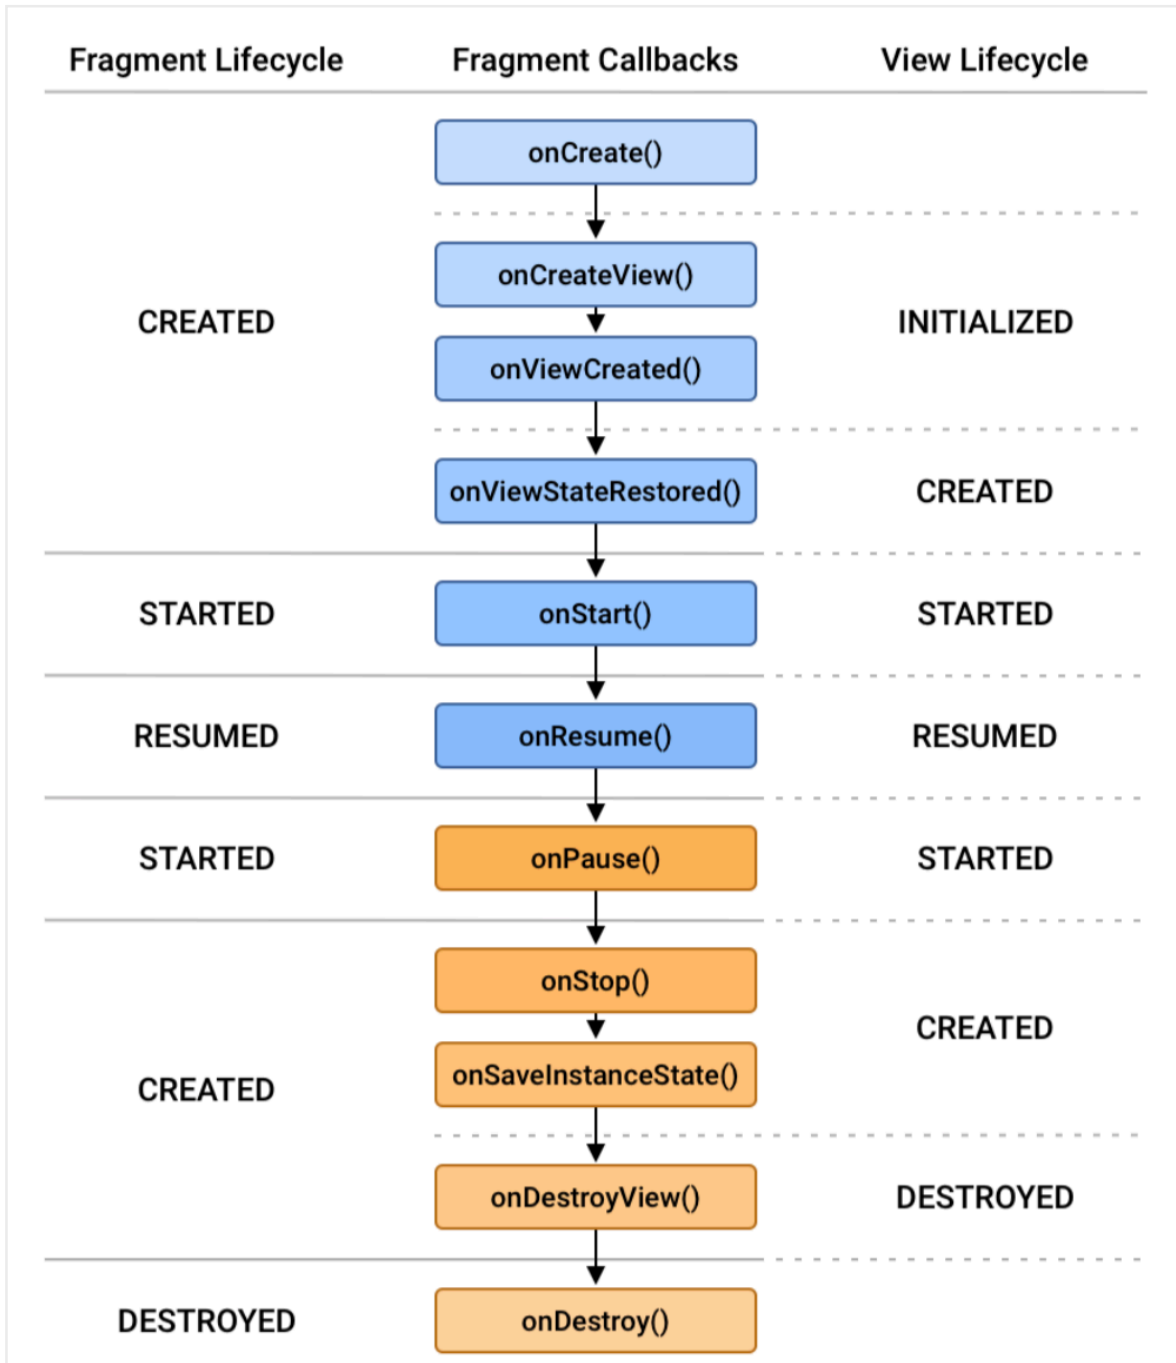 Fragment Lifecycle Fragment Callbacks View Lifecycle
onCreate()
onCreateView()
CREATED INITIALIZED
onViewCreated()
onViewStateRestored() CREATED
STARTED onStart() STARTED
RESUMED onResume() RESUMED
STARTED onPause() STARTED
onStop()
CREATED
onSaveInstanceState()
CREATED
onDestroyView() DESTROYED
DESTROYED onDestroy()